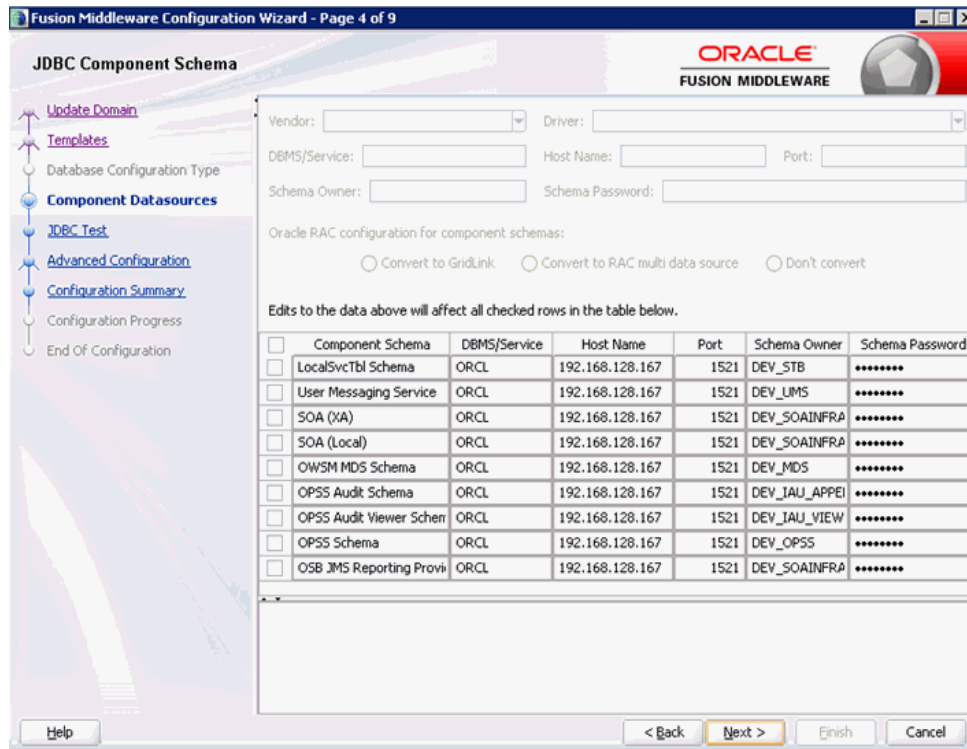 Fusion Middleware Configuration Wizard - Page 4 of 9
JDBC Component Schema
ORACLE
FUSION MIDDLEWARE
Update Domain
Templates
Database Configuration Type
Component Datasources
JDBC Test
Advanced Configuration
Configuration Summary
Configuration Progress
End Of Configuration
Vendor: Driver:
DBMS/Service: Host Name: Port:
Schema Owner: Schema Password:
Oracle RAC configuration for component schemas:
Convert to GridLink Convert to RAC multi data source Don't convert
Edits to the data above will affect all checked rows in the table below.
Component Schema DBMS/Service Host Name Port Schema Owner Schema Password
LocalSvcTbl Schema ORCL 192.168.128.167 1521 DEV_STB ••••••••
User Messaging Service ORCL 192.168.128.167 1521 DEV_UMS ••••••••
SOA (XA) ORCL 192.168.128.167 1521 DEV_SOAINFRA ••••••••
SOA (Local) ORCL 192.168.128.167 1521 DEV_SOAINFRA ••••••••
OWSM MDS Schema ORCL 192.168.128.167 1521 DEV_MDS ••••••••
OPSS Audit Schema ORCL 192.168.128.167 1521 DEV_IAU_APPEI ••••••••
OPSS Audit Viewer Schem ORCL 192.168.128.167 1521 DEV_IAU_VIEW ••••••••
OPSS Schema ORCL 192.168.128.167 1521 DEV_OPSS ••••••••
OSB JMS Reporting Provi ORCL 192.168.128.167 1521 DEV_SOAINFRA ••••••••
Help < Back Next > Finish Cancel